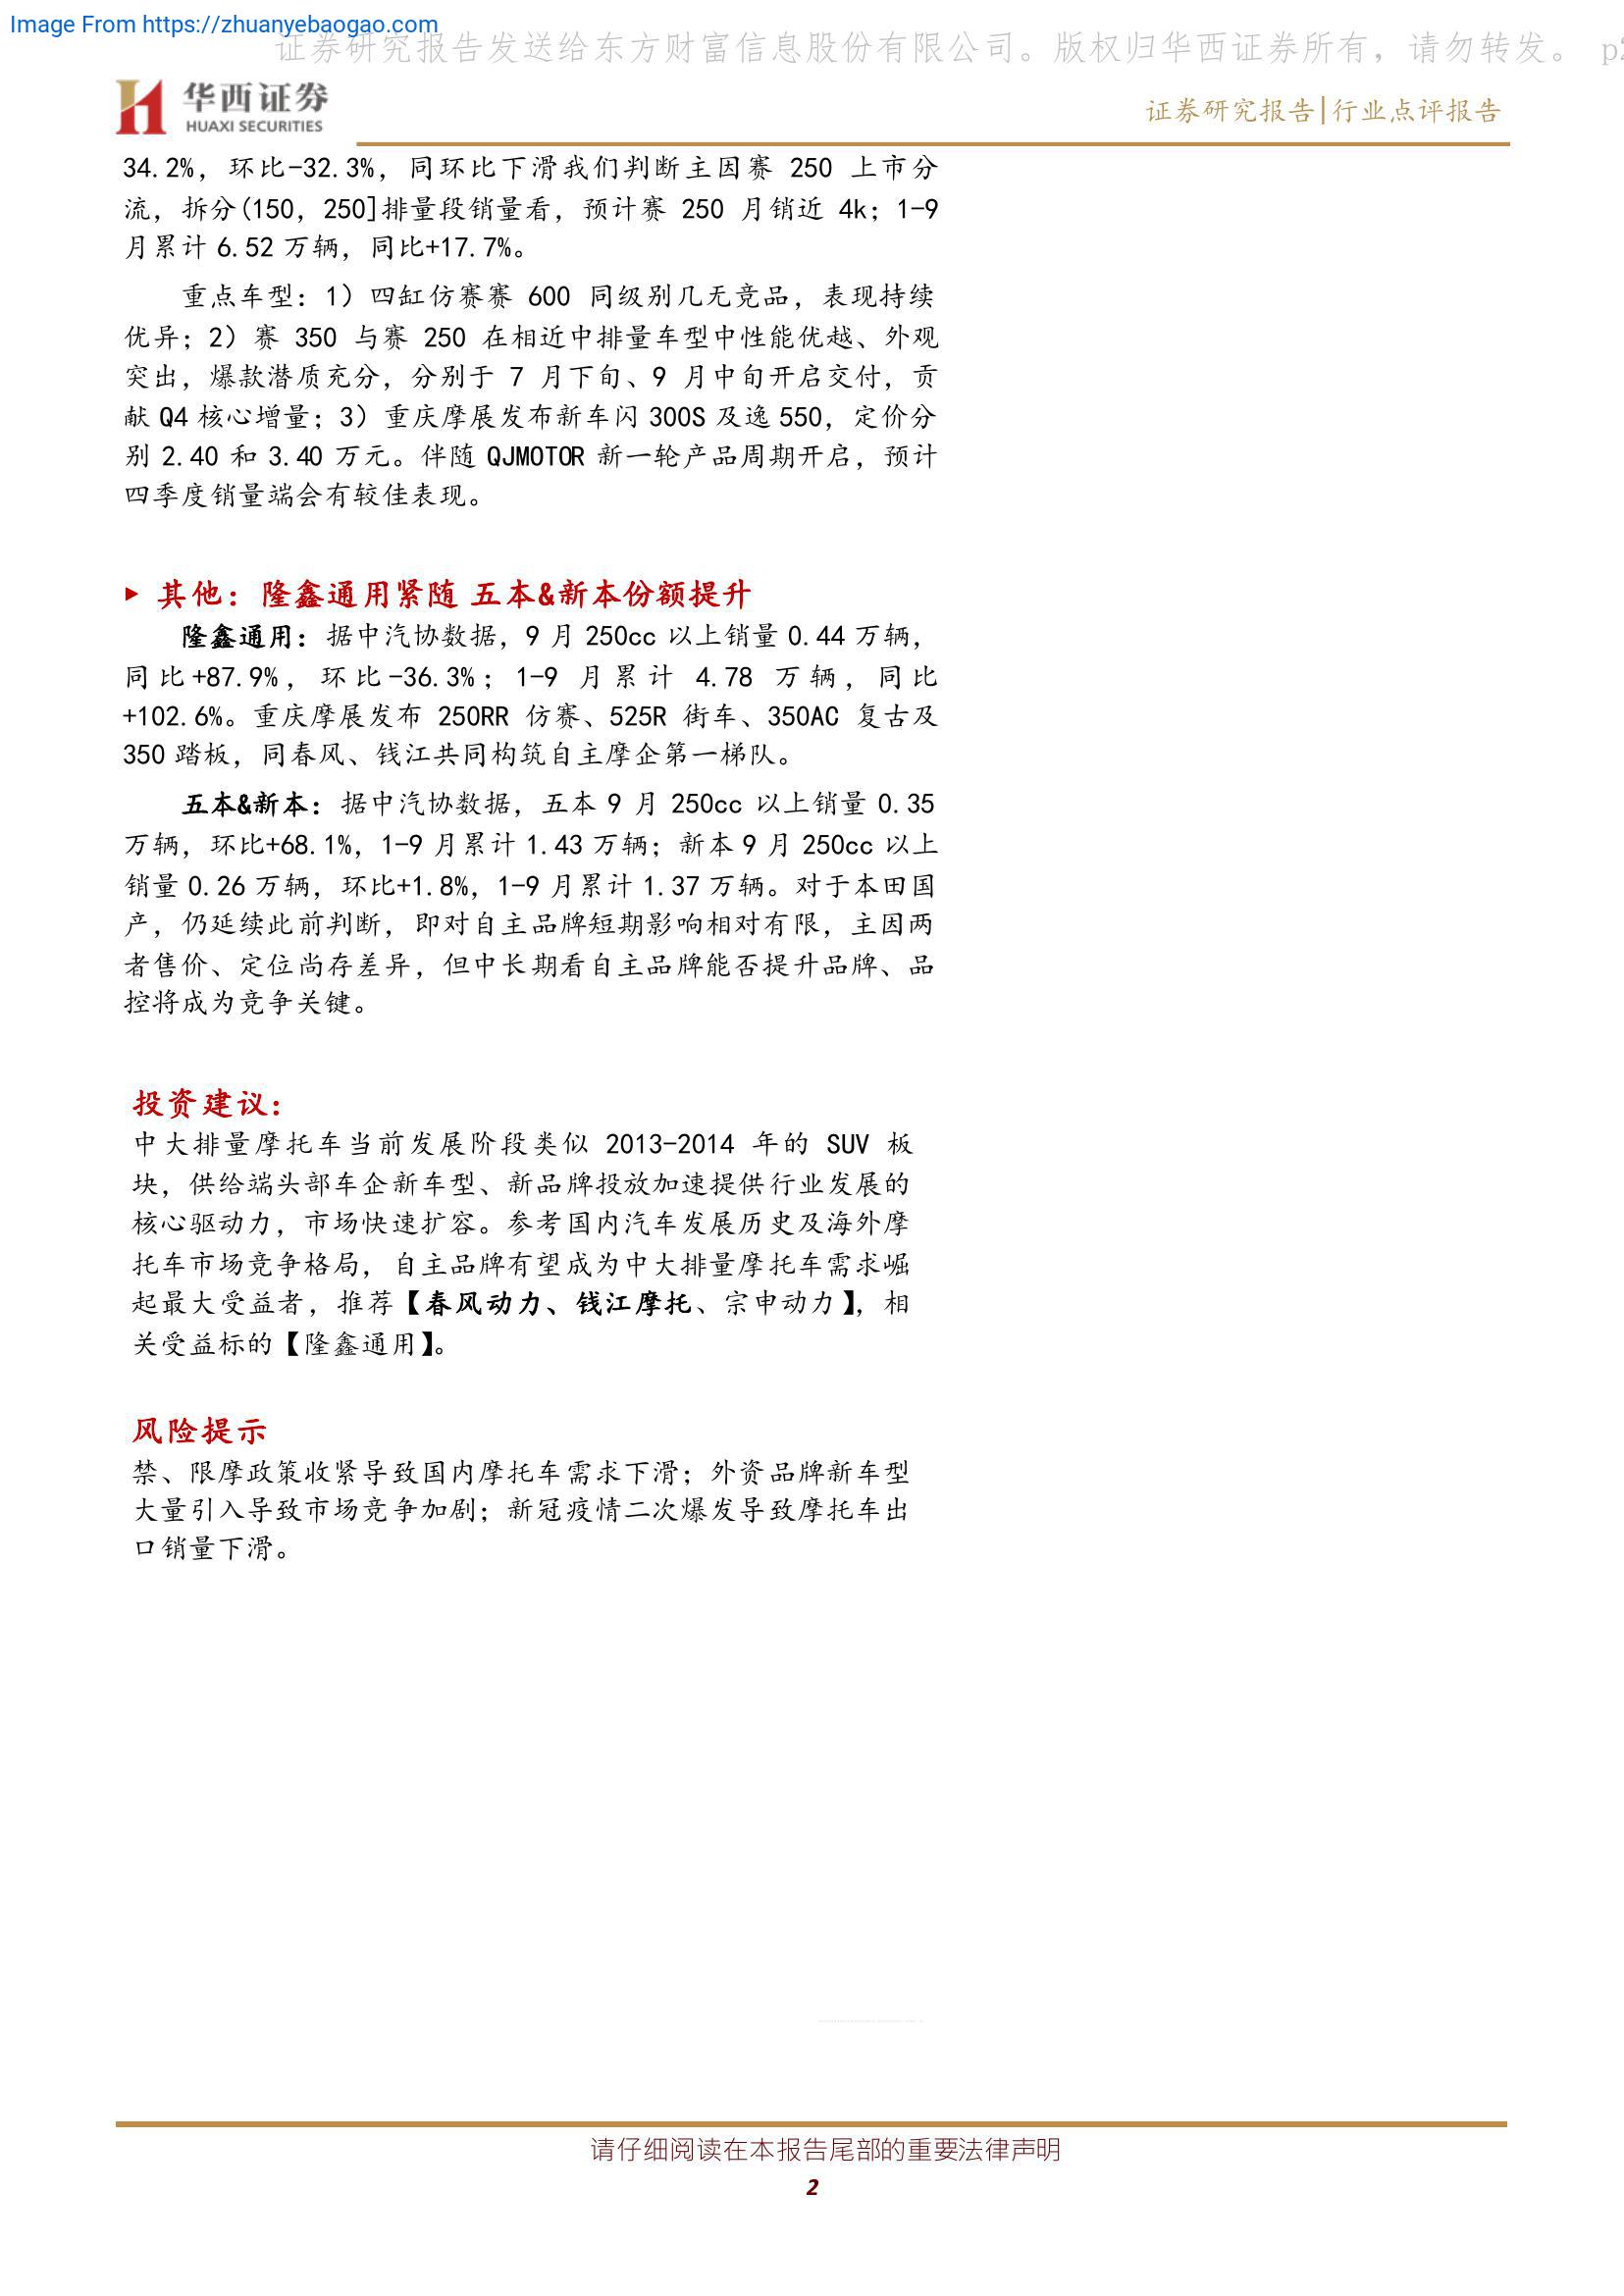 Image From https://zhuanyebaogao.com
证券研究报告发送给东方财富信息股份有限公司。版权归华西证券所有，请勿转发。 p2
华西证券
HUAXI SECURITIES
证券研究报告|行业点评报告
34.2%，环比-32.3%，同环比下滑我们判断主因赛 250 上市分
流，拆分(150，250]排量段销量看，预计赛 250 月销近 4k；1-9
月累计 6.52 万辆，同比+17.7%。
重点车型：1）四缸仿赛赛 600 同级别几无竞品，表现持续
优异；2）赛 350 与赛 250 在相近中排量车型中性能优越、外观
突出，爆款潜质充分，分别于 7 月下旬、9 月中旬开启交付，贡
献 Q4 核心增量；3）重庆摩展发布新车闪 300S 及逸 550，定价分
别 2.40 和 3.40 万元。伴随 QJMOTOR 新一轮产品周期开启，预计
四季度销量端会有较佳表现。
▸ 其他：隆鑫通用紧随 五本&新本份额提升
隆鑫通用：据中汽协数据，9 月 250cc 以上销量 0.44 万辆，
同比+87.9%，环比-36.3%；1-9 月累计 4.78 万辆，同比
+102.6%。重庆摩展发布 250RR 仿赛、525R 街车、350AC 复古及
350 踏板，同春风、钱江共同构筑自主摩企第一梯队。
五本&新本：据中汽协数据，五本 9 月 250cc 以上销量 0.35
万辆，环比+68.1%，1-9 月累计 1.43 万辆；新本 9 月 250cc 以上
销量 0.26 万辆，环比+1.8%，1-9 月累计 1.37 万辆。对于本田国
产，仍延续此前判断，即对自主品牌短期影响相对有限，主因两
者售价、定位尚存差异，但中长期看自主品牌能否提升品牌、品
控将成为竞争关键。
投资建议：
中大排量摩托车当前发展阶段类似 2013-2014 年的 SUV 板
块，供给端头部车企新车型、新品牌投放加速提供行业发展的
核心驱动力，市场快速扩容。参考国内汽车发展历史及海外摩
托车市场竞争格局，自主品牌有望成为中大排量摩托车需求崛
起最大受益者，推荐【春风动力、钱江摩托、宗申动力】，相
关受益标的【隆鑫通用】。
风险提示
禁、限摩政策收紧导致国内摩托车需求下滑；外资品牌新车型
大量引入导致市场竞争加剧；新冠疫情二次爆发导致摩托车出
口销量下滑。
请仔细阅读在本报告尾部的重要法律声明
2